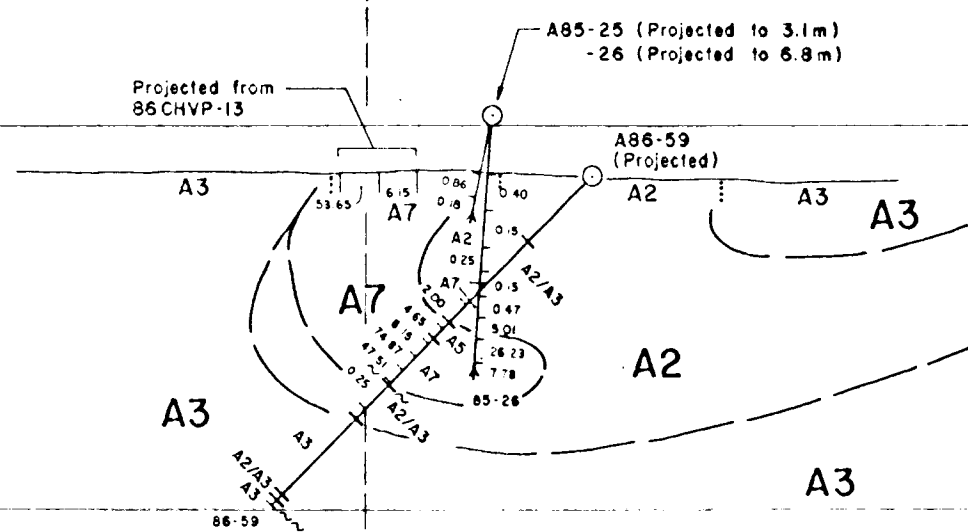 A85-25 (Projected to 3.1m)
-26 (Projected to 6.8m)
Projected from
86CHVP-13
A86-59
(Projected)
A3
53.65
6.15
A7
0.86
0.18
0.40
A2
A3
A3
A2
0.25
0.15
A2/A3
A7
A7
0.15
2.00
0.47
4.65
5.01
8.15
A5
26.23
74.87
7.78
47.51
A7
A2
0.25
85-26
A2/A3
A3
A3
A2/A3
A3
A3
86-59